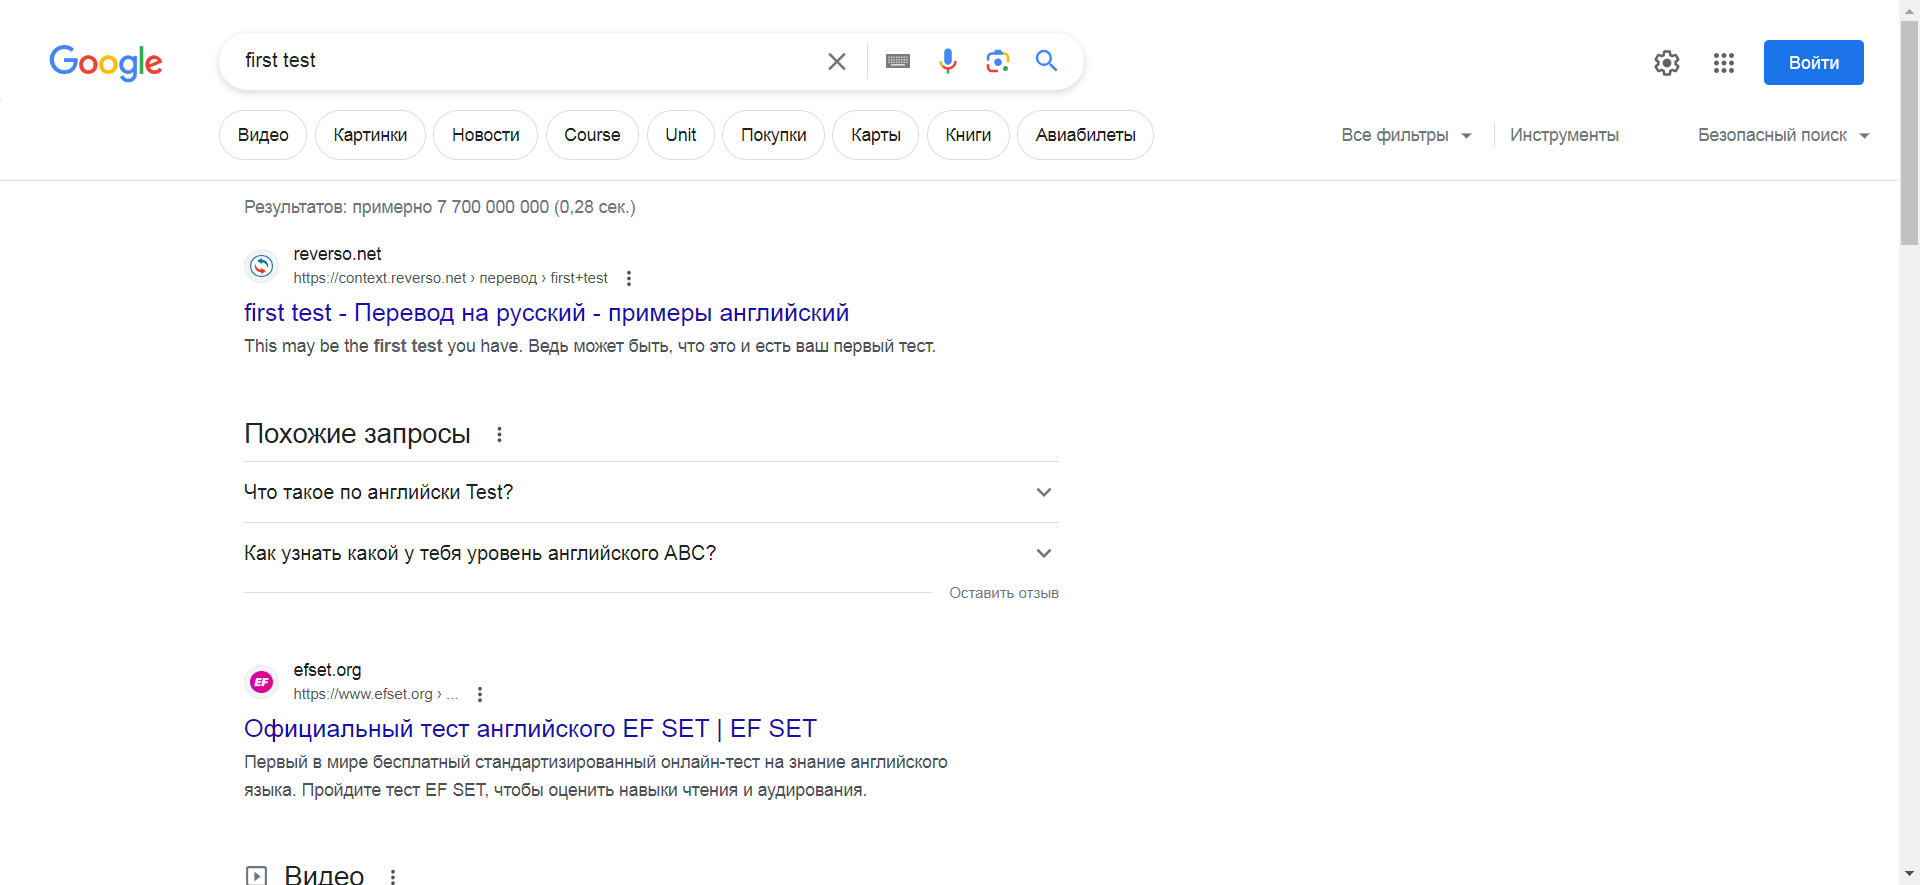 Google
first test
Войти
Видео
Картинки
Новости
Course
Unit
Покупки
Карты
Книги
Авиабилеты
Все фильтры
Инструменты
Безопасный поиск
Результатов: примерно 7 700 000 000 (0,28 сек.)
reverso.net
https://context.reverso.net › перевод › first+test
first test - Перевод на русский - примеры английский
This may be the first test you have. Ведь может быть, что это и есть ваш первый тест.
Похожие запросы
Что такое по английски Test?
Как узнать какой у тебя уровень английского ABC?
Оставить отзыв
EF
efset.org
https://www.efset.org › ...
Официальный тест английского EF SET | EF SET
Первый в мире бесплатный стандартизированный онлайн-тест на знание английского
языка. Пройдите тест EF SET, чтобы оценить навыки чтения и аудирования.
Видео